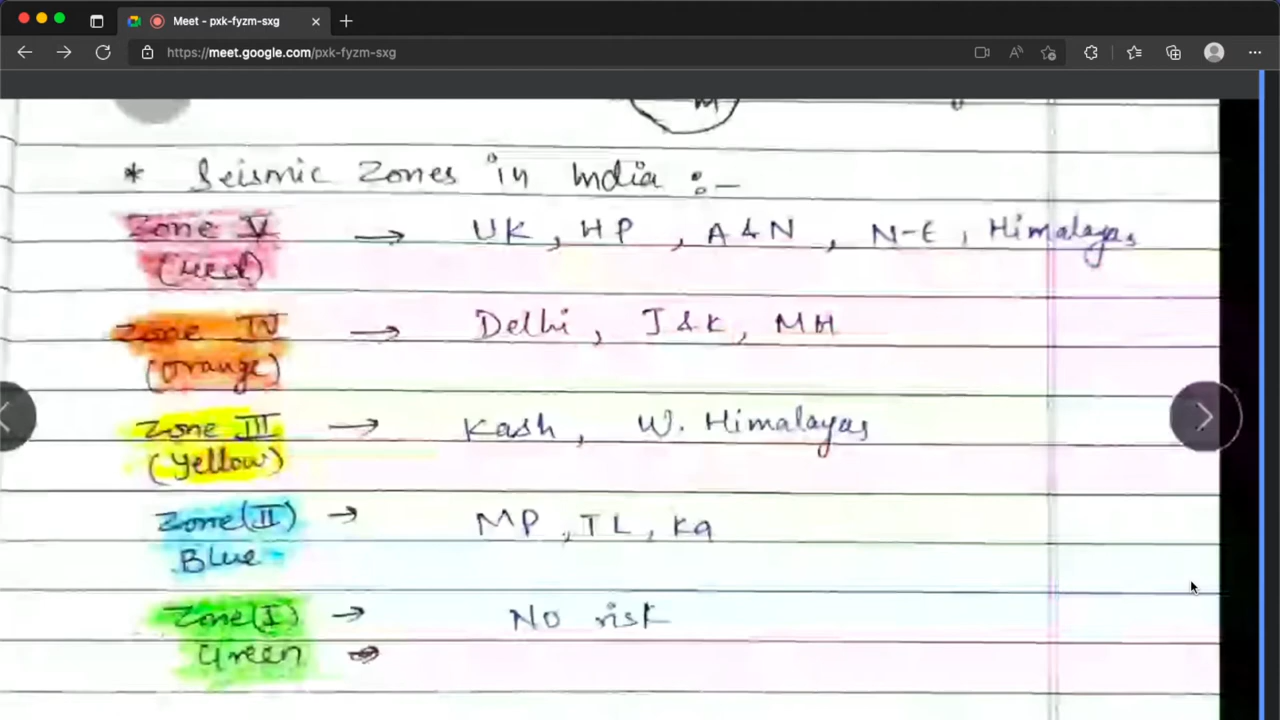 Meet - pxk-fyzm-sxg
https://meet.google.com/pxk-fyzm-sxg
* Seismic Zones in India :-
Zone V → UK, HP, A & N, N-E, Himalayas
(Red)
Zone IV → Delhi, J & K, MH
(Orange)
Zone III → Kash, W. Himalayas
(Yellow)
Zone(II) → MP, TL, Ka
Blue
Zone(I) → No risk
Green →